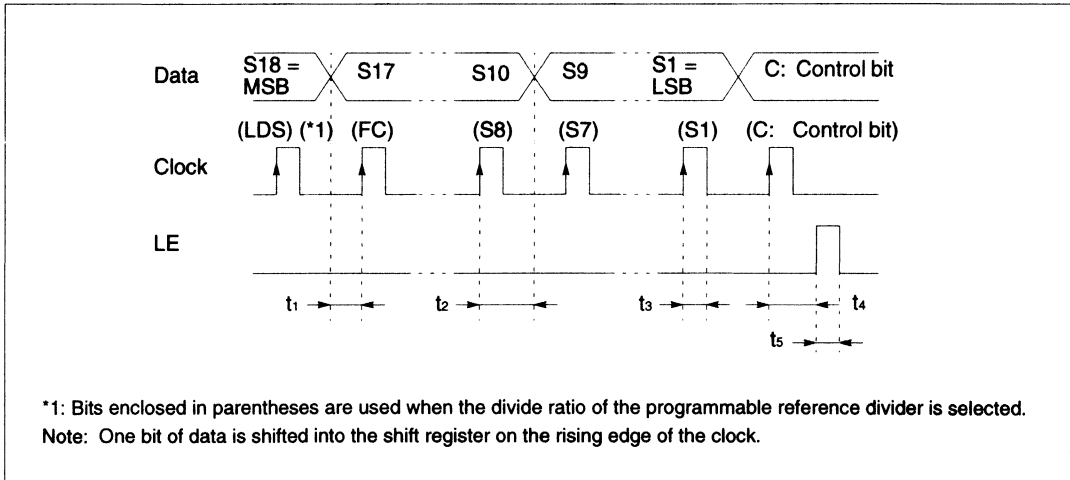 Data
S18 =
MSB
S17
S10
S9
S1 =
LSB
C: Control bit
(LDS) (*1) (FC) (S8) (S7) (S1) (C: Control bit)
Clock
LE
t1 t2 t3 t4
t5
*1: Bits enclosed in parentheses are used when the divide ratio of the programmable reference divider is selected.
Note: One bit of data is shifted into the shift register on the rising edge of the clock.